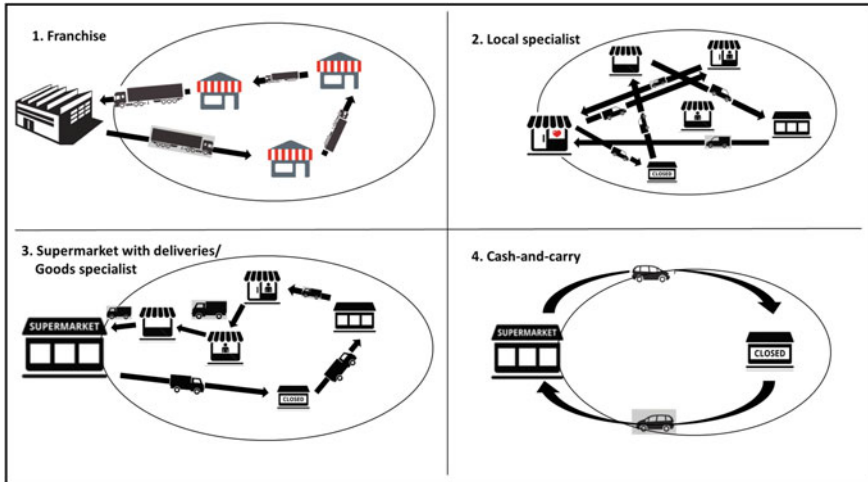 1. Franchise
2. Local specialist
CLOSED
3. Supermarket with deliveries/
Goods specialist
SUPERMARKET
CLOSED
4. Cash-and-carry
SUPERMARKET
CLOSED